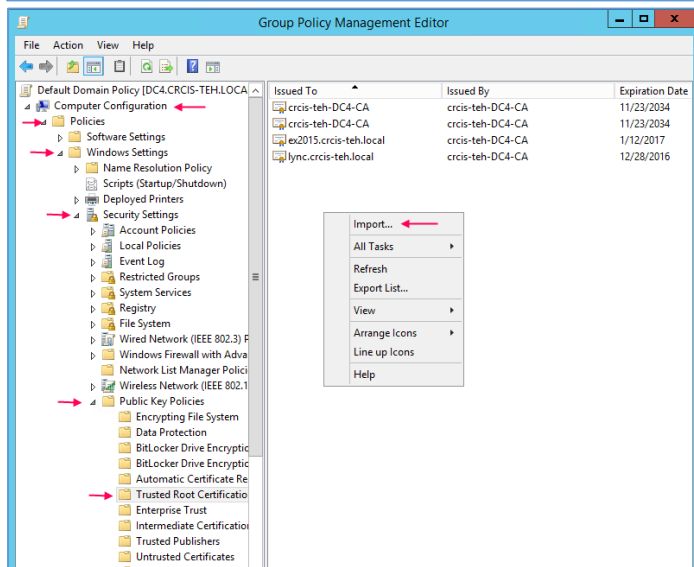 Group Policy Management Editor
File Action View Help
Default Domain Policy [DC4.CRCIS-TEH.LOCA
Computer Configuration
Policies
Software Settings
Windows Settings
Name Resolution Policy
Scripts (Startup/Shutdown)
Deployed Printers
Security Settings
Account Policies
Local Policies
Event Log
Restricted Groups
System Services
Registry
File System
Wired Network (IEEE 802.3) P
Windows Firewall with Adva
Network List Manager Polici
Wireless Network (IEEE 802.1
Public Key Policies
Encrypting File System
Data Protection
BitLocker Drive Encryptic
BitLocker Drive Encryptic
Automatic Certificate Re
Trusted Root Certificatio
Enterprise Trust
Intermediate Certification
Trusted Publishers
Untrusted Certificates
Issued To Issued By Expiration Date
crcis-teh-DC4-CA crcis-teh-DC4-CA 11/23/2034
crcis-teh-DC4-CA crcis-teh-DC4-CA 11/23/2034
ex2015.crcis-teh.local crcis-teh-DC4-CA 1/12/2017
lync.crcis-teh.local crcis-teh-DC4-CA 12/28/2016
Import...
All Tasks
Refresh
Export List...
View
Arrange Icons
Line up Icons
Help